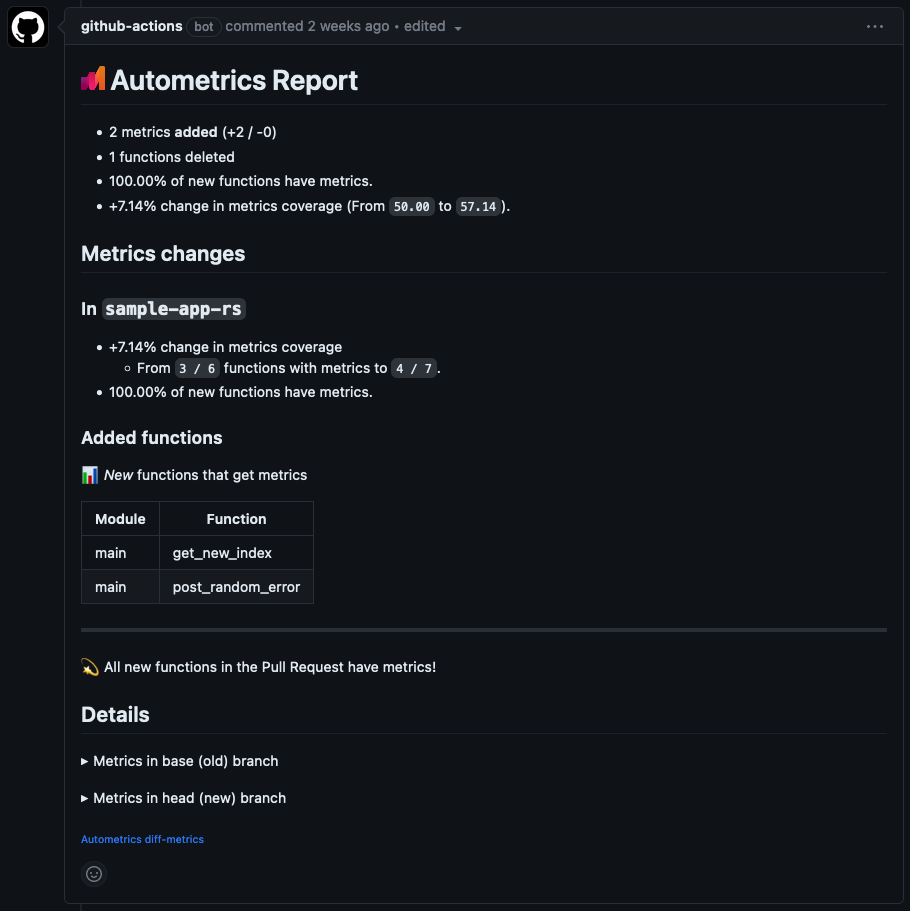 github-actions bot commented 2 weeks ago • edited
Autometrics Report
• 2 metrics added (+2 / -0)
• 1 functions deleted
• 100.00% of new functions have metrics.
• +7.14% change in metrics coverage (From 50.00 to 57.14).
Metrics changes
In sample-app-rs
• +7.14% change in metrics coverage
◦ From 3 / 6 functions with metrics to 4 / 7.
• 100.00% of new functions have metrics.
Added functions
📊 New functions that get metrics
Module Function
main get_new_index
main post_random_error
💫 All new functions in the Pull Request have metrics!
Details
▸ Metrics in base (old) branch
▸ Metrics in head (new) branch
Autometrics diff-metrics